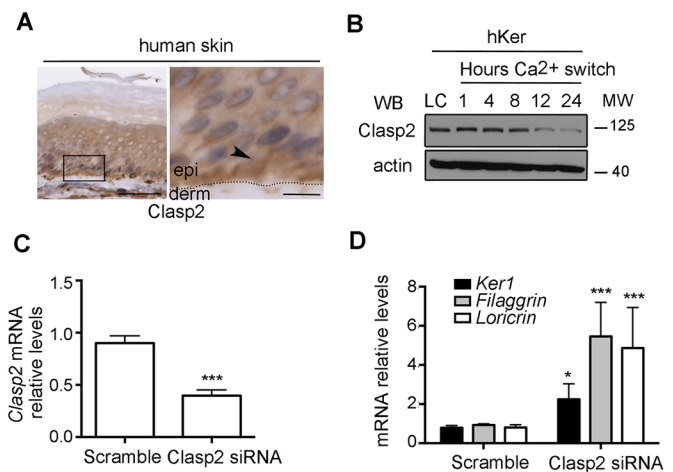 A
human skin
epi
derm
Clasp2
B
hKer
Hours Ca2+ switch
WB LC 1 4 8 12 24 MW
Clasp2 125
actin 40
C
Clasp2 mRNA
relative levels
1.5
1.0
0.5
0.0
***
Scramble Clasp2 siRNA
D
mRNA relative levels
8
6
4
2
0
Ker1
Filaggrin
Loricrin
* *** ***
Scramble Clasp2 siRNA